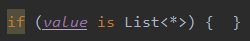 if (value is List<*>) {  }